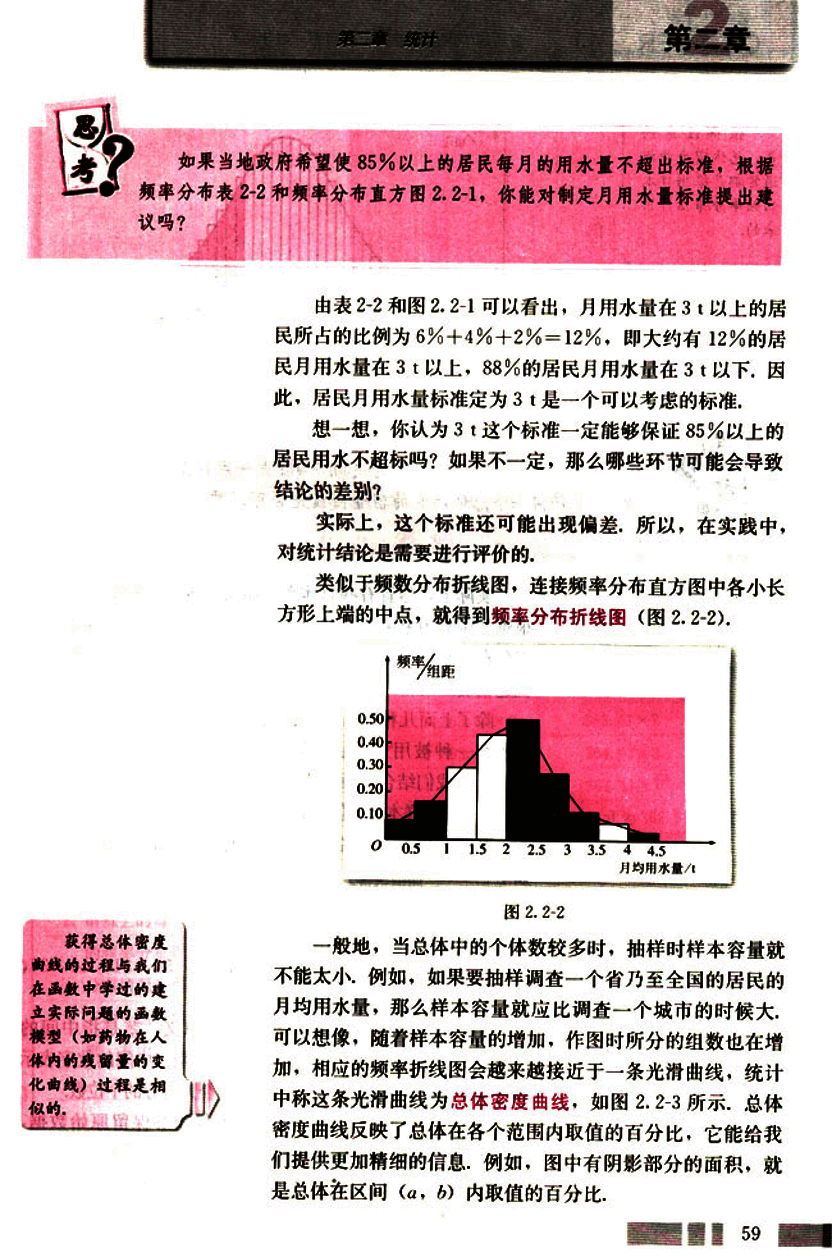 第二章 统计
第二章
思考?
如果当地政府希望使 85%以上的居民每月的用水量不超出标准，根据
频率分布表 2-2 和频率分布直方图 2.2-1，你能对制定月用水量标准提出建
议吗?
由表 2-2 和图 2.2-1 可以看出，月用水量在 3 t 以上的居
民所占的比例为 6%+4%+2%=12%，即大约有 12%的居
民月用水量在 3 t 以上，88%的居民月用水量在 3 t 以下. 因
此，居民月用水量标准定为 3 t 是一个可以考虑的标准.
想一想，你认为 3 t 这个标准一定能够保证 85%以上的
居民用水不超标吗? 如果不一定，那么哪些环节可能会导致
结论的差别?
实际上，这个标准还可能出现偏差. 所以，在实践中，
对统计结论是需要进行评价的.
类似于频数分布折线图，连接频率分布直方图中各小长
方形上端的中点，就得到频率分布折线图（图 2.2-2）.
频率/组距
0.50
0.40
0.30
0.20
0.10
O 0.5 1 1.5 2 2.5 3 3.5 4 4.5
月均用水量/t
图 2.2-2
获得总体密度
曲线的过程与我们
在函数中学过的建
立实际问题的函数
模型（如药物在人
体内的残留量的变
化曲线）过程是相
似的.
一般地，当总体中的个体数较多时，抽样时样本容量就
不能太小. 例如，如果要抽样调查一个省乃至全国的居民的
月均用水量，那么样本容量就应比调查一个城市的时候大.
可以想像，随着样本容量的增加，作图时所分的组数也在增
加，相应的频率折线图会越来越接近于一条光滑曲线，统计
中称这条光滑曲线为总体密度曲线，如图 2.2-3 所示. 总体
密度曲线反映了总体在各个范围内取值的百分比，它能给我
们提供更加精细的信息. 例如，图中有阴影部分的面积，就
是总体在区间（a，b）内取值的百分比.
59